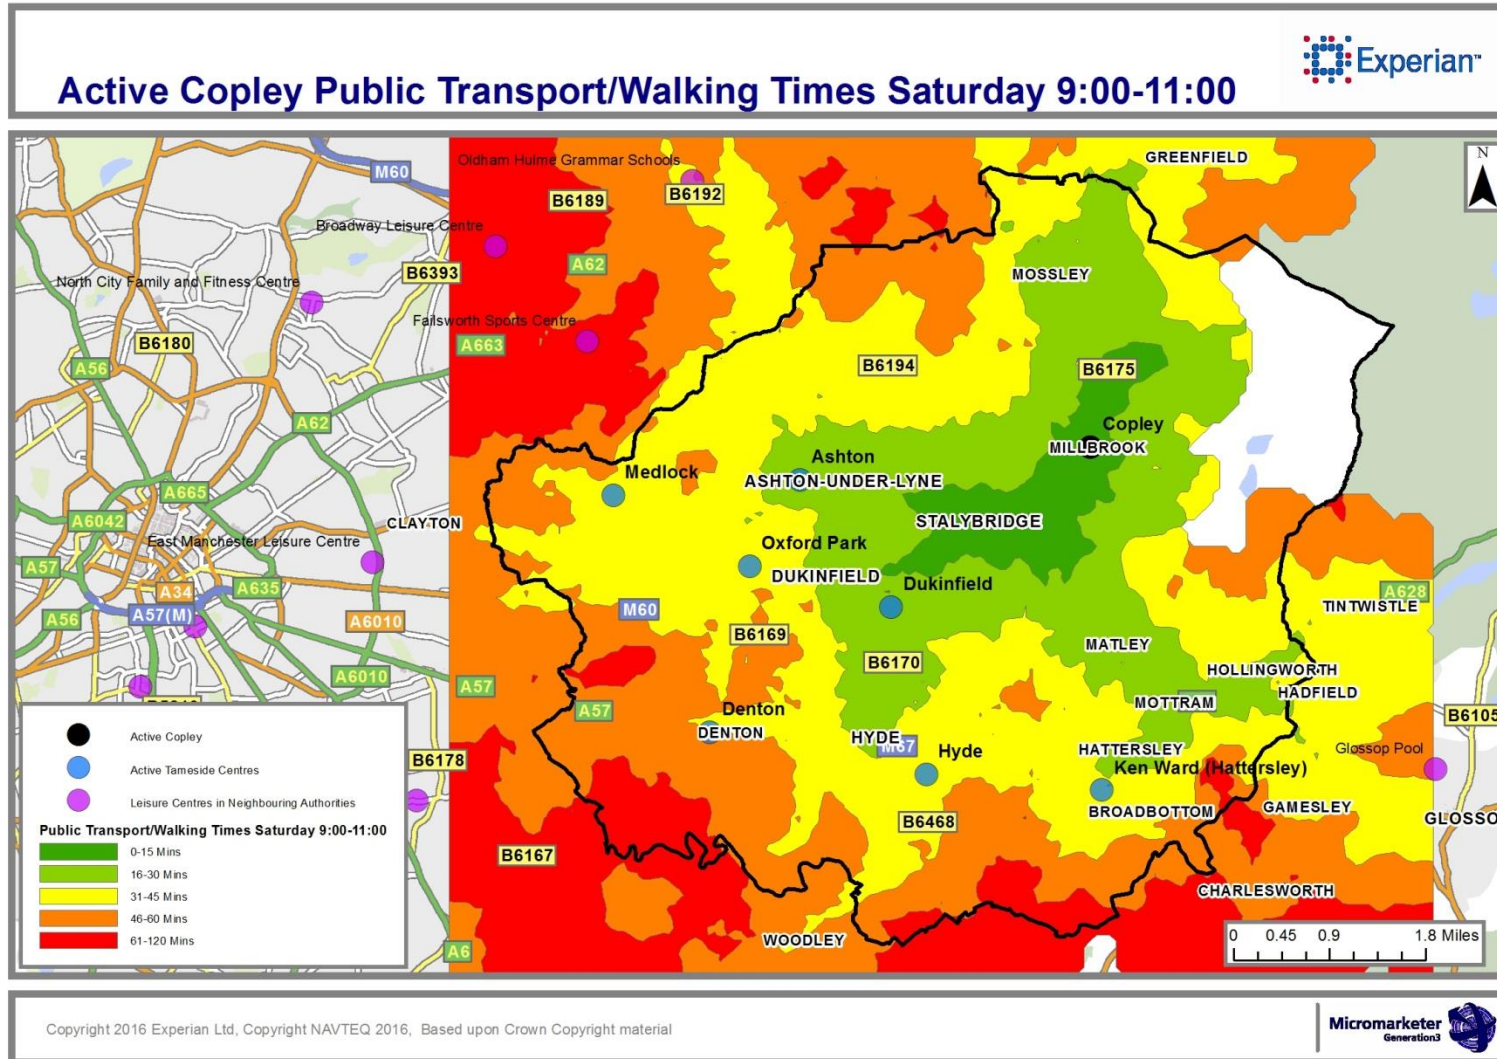 Experian™
Active Copley Public Transport/Walking Times Saturday 9:00-11:00
M60
Oldham Hulme Grammar Schools
GREENFIELD
N
B6189
B6192
Broadway Leisure Centre
A62
B6393
North City Family and Fitness Centre
MOSSLEY
Failsworth Sports Centre
B6180
A663
A56
B6194
B6175
A62
Copley
MILLBROOK
Ashton
Medlock
ASHTON-UNDER-LYNE
A665
A6042
CLAYTON
STALYBRIDGE
East Manchester Leisure Centre
Oxford Park
A57
DUKINFIELD
Dukinfield
A635
A34
A628
TINTWISTLE
A57(M)
M60
A56
A6010
B6169
MATLEY
B6170
HOLLINGWORTH
A6010
A57
HADFIELD
MOTTRAM
A57
Denton
B6105
DENTON
HYDE
M67
HATTERSLEY
Glossop Pool
Hyde
B6178
Ken Ward (Hattersley)
GAMESLEY
BROADBOTTOM
GLOSSO
B6468
B6167
CHARLESWORTH
WOODLEY
A6
Active Copley
Active Tameside Centres
Leisure Centres in Neighbouring Authorities
Public Transport/Walking Times Saturday 9:00-11:00
0-15 Mins
16-30 Mins
31-45 Mins
46-60 Mins
61-120 Mins
0 0.45 0.9 1.8 Miles
Copyright 2016 Experian Ltd, Copyright NAVTEQ 2016, Based upon Crown Copyright material
Micromarketer
Generation3